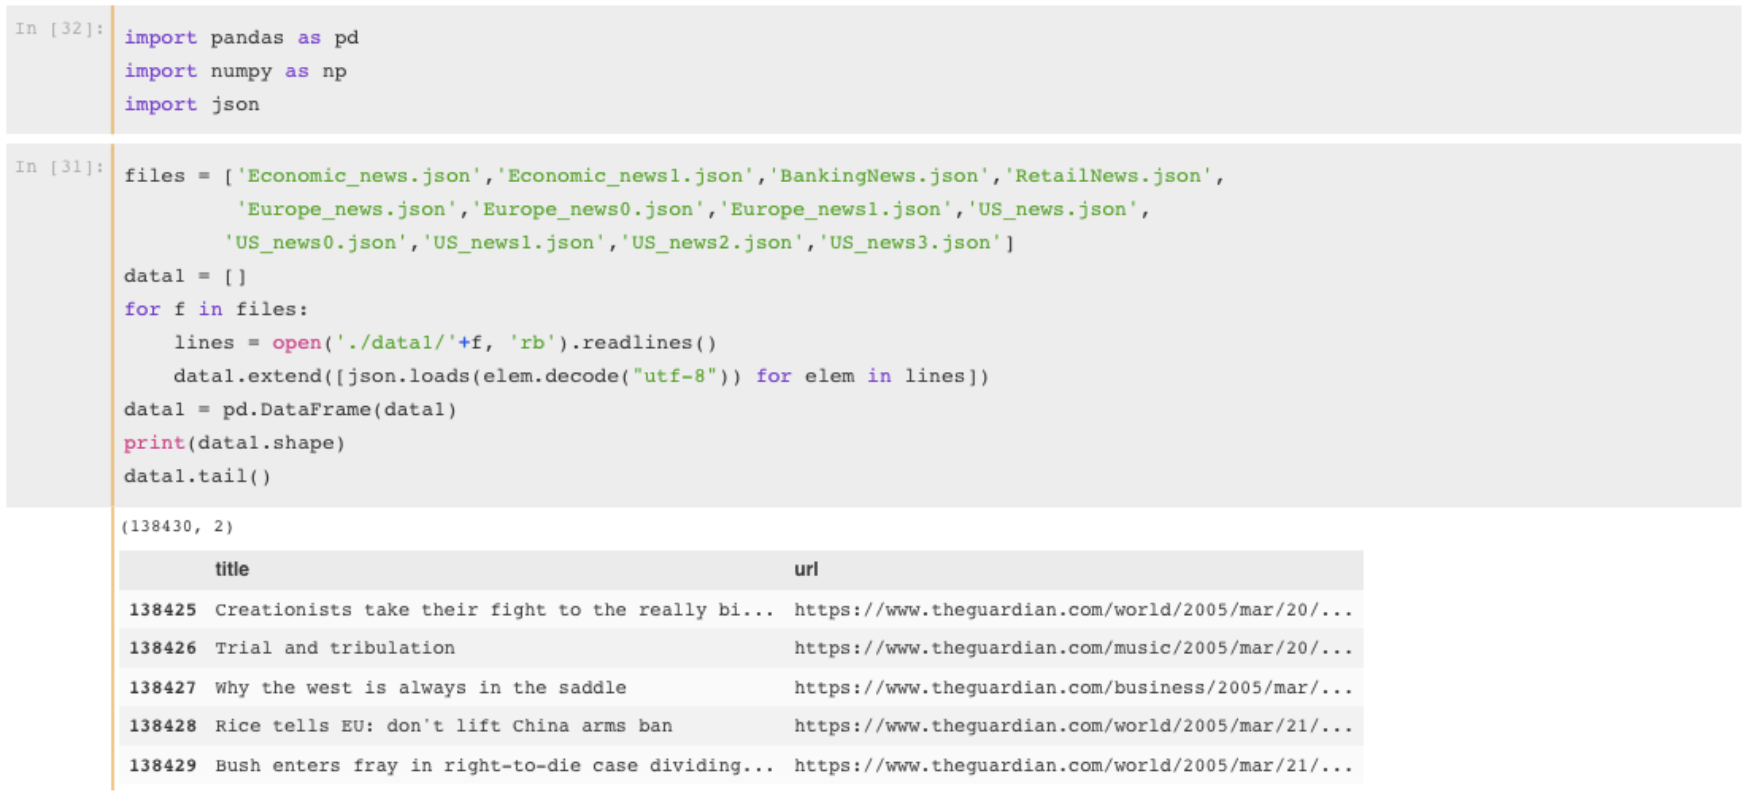 In [32]:
import pandas as pd
import numpy as np
import json
In [31]:
files = ['Economic_news.json','Economic_news1.json','BankingNews.json','RetailNews.json',
'Europe_news.json','Europe_news0.json','Europe_news1.json','US_news.json',
'US_news0.json','US_news1.json','US_news2.json','US_news3.json']
data1 = []
for f in files:
lines = open('./data1/'+f, 'rb').readlines()
data1.extend([json.loads(elem.decode("utf-8")) for elem in lines])
data1 = pd.DataFrame(data1)
print(data1.shape)
data1.tail()
(138430, 2)
title url
138425 Creationists take their fight to the really bi... https://www.theguardian.com/world/2005/mar/20/...
138426 Trial and tribulation https://www.theguardian.com/music/2005/mar/20/...
138427 Why the west is always in the saddle https://www.theguardian.com/business/2005/mar/...
138428 Rice tells EU: don't lift China arms ban https://www.theguardian.com/world/2005/mar/21/...
138429 Bush enters fray in right-to-die case dividing... https://www.theguardian.com/world/2005/mar/21/...